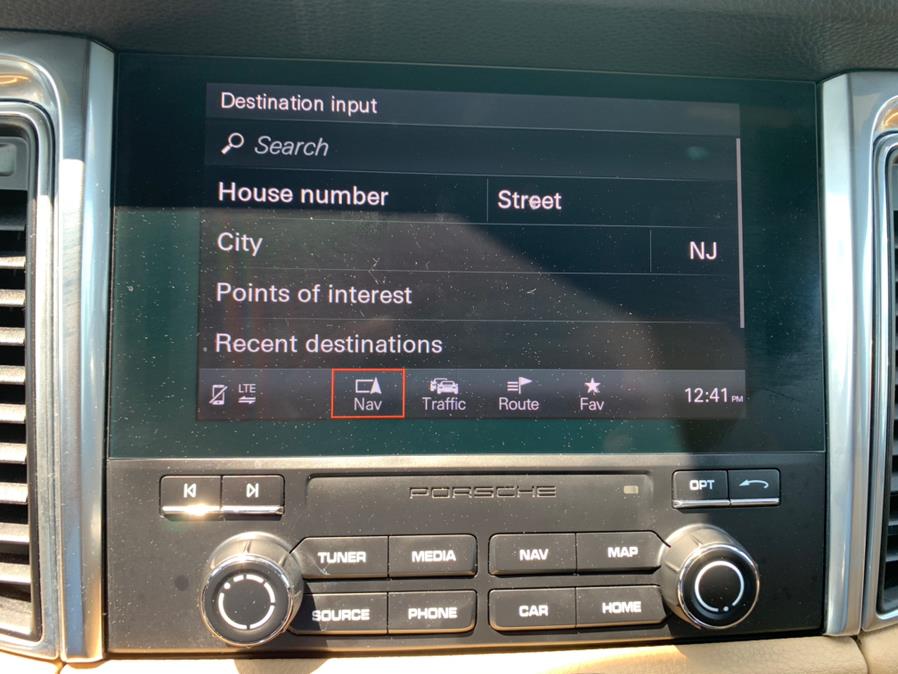 Destination input
Search
House number Street
City NJ
Points of interest
Recent destinations
LTE Nav Traffic Route Fav 12:41 PM
PORSCHE OPT
TUNER MEDIA NAV MAP
SOURCE PHONE CAR HOME